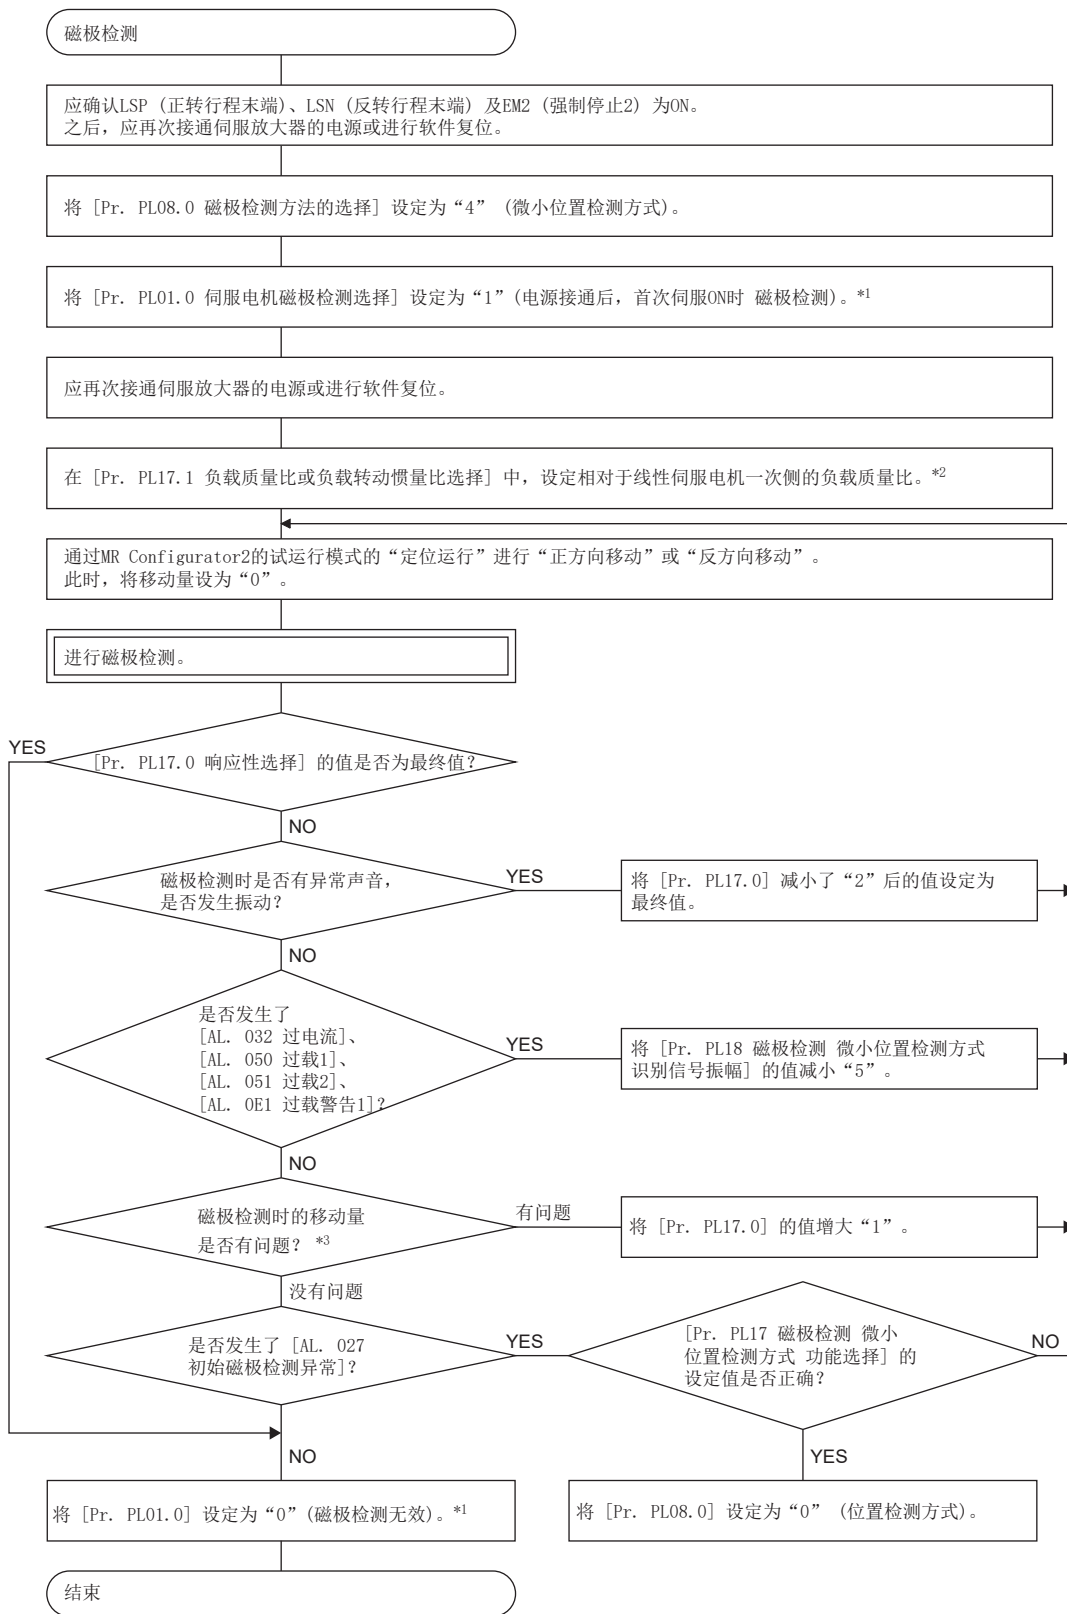 磁极检测
应确认LSP (正转行程末端)、LSN (反转行程末端) 及EM2 (强制停止2) 为ON。
之后，应再次接通伺服放大器的电源或进行软件复位。
将 [Pr. PL08.0 磁极检测方法的选择] 设定为“4” (微小位置检测方式)。
将 [Pr. PL01.0 伺服电机磁极检测选择] 设定为“1”(电源接通后，首次伺服ON时 磁极检测)。*1
应再次接通伺服放大器的电源或进行软件复位。
在 [Pr. PL17.1 负载质量比或负载转动惯量比选择] 中，设定相对于线性伺服电机一次侧的负载质量比。*2
通过MR Configurator2的试运行模式的“定位运行”进行“正方向移动”或“反方向移动”。
此时，将移动量设为“0”。
进行磁极检测。
YES
[Pr. PL17.0 响应性选择] 的值是否为最终值?
NO
磁极检测时是否有异常声音，
是否发生振动?
YES
将 [Pr. PL17.0] 减小了“2”后的值设定为
最终值。
NO
是否发生了
[AL. 032 过电流]、
[AL. 050 过载1]、
[AL. 051 过载2]、
[AL. 0E1 过载警告1]?
YES
将 [Pr. PL18 磁极检测 微小位置检测方式
识别信号振幅] 的值减小“5”。
NO
磁极检测时的移动量
是否有问题? *3
有问题
将 [Pr. PL17.0] 的值增大“1”。
没有问题
是否发生了 [AL. 027
初始磁极检测异常]?
YES
[Pr. PL17 磁极检测 微小
位置检测方式 功能选择] 的
设定值是否正确?
NO
NO
YES
将 [Pr. PL01.0] 设定为“0”(磁极检测无效)。*1
将 [Pr. PL08.0] 设定为“0” (位置检测方式)。
结束